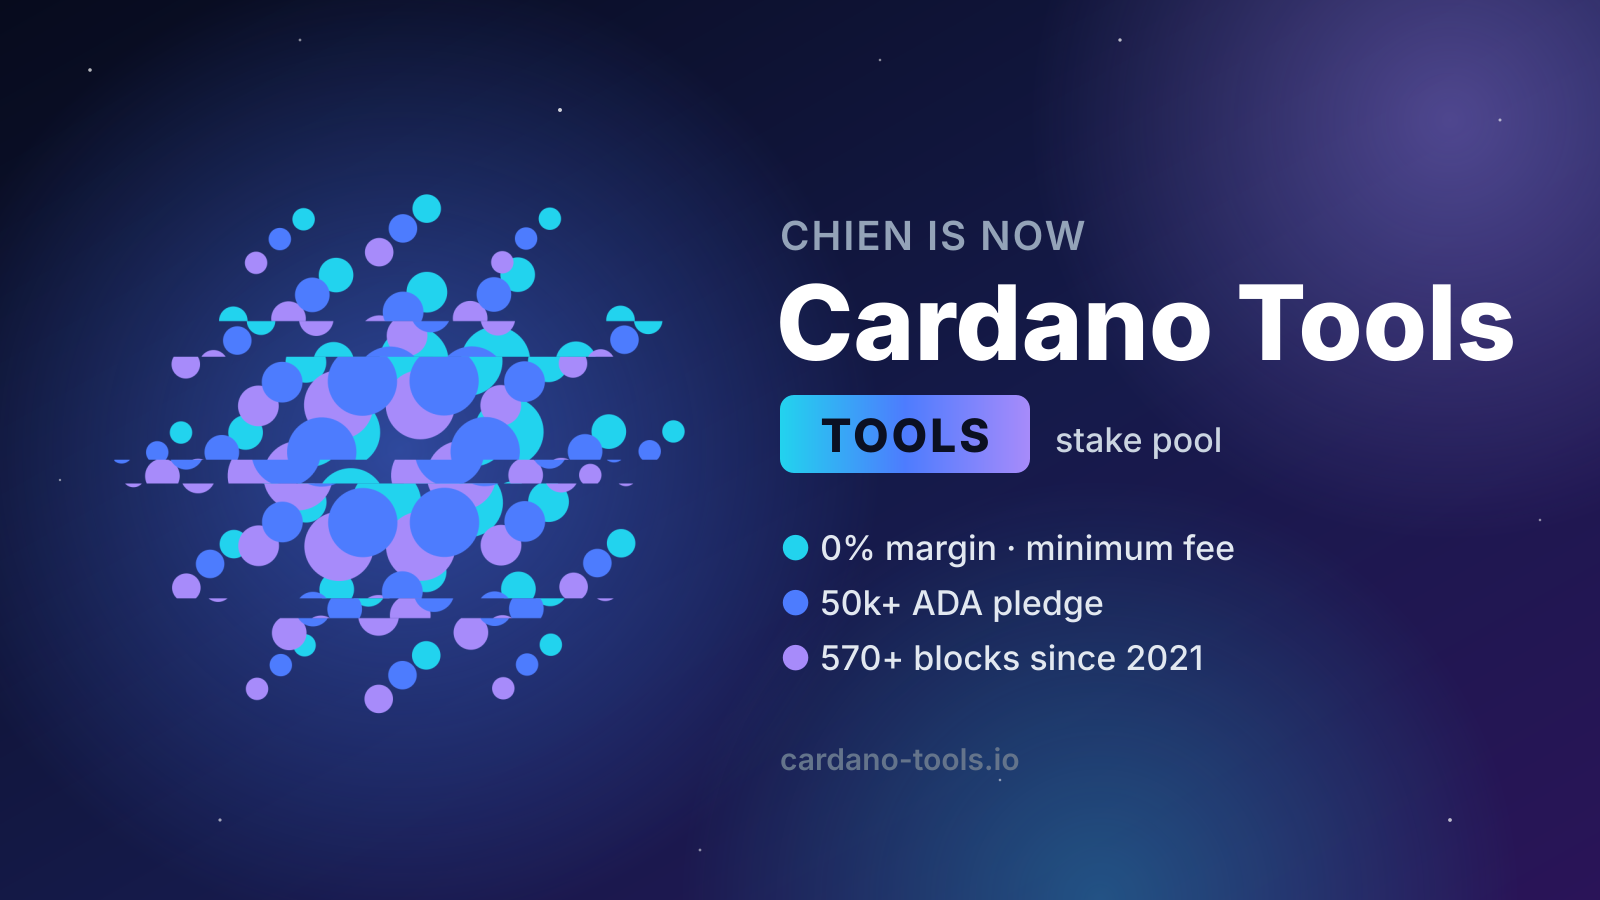 CHIEN IS NOW
Cardano Tools
TOOLS stake pool
0% margin · minimum fee
50k+ ADA pledge
570+ blocks since 2021
cardano-tools.io